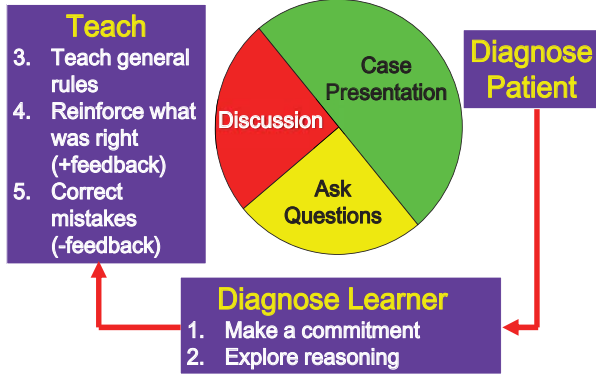 Teach
3. Teach general
rules
4. Reinforce what
was right
(+feedback)
5. Correct
mistakes
(-feedback)
Case
Presentation
Discussion
Ask
Questions
Diagnose
Patient
Diagnose Learner
1. Make a commitment
2. Explore reasoning